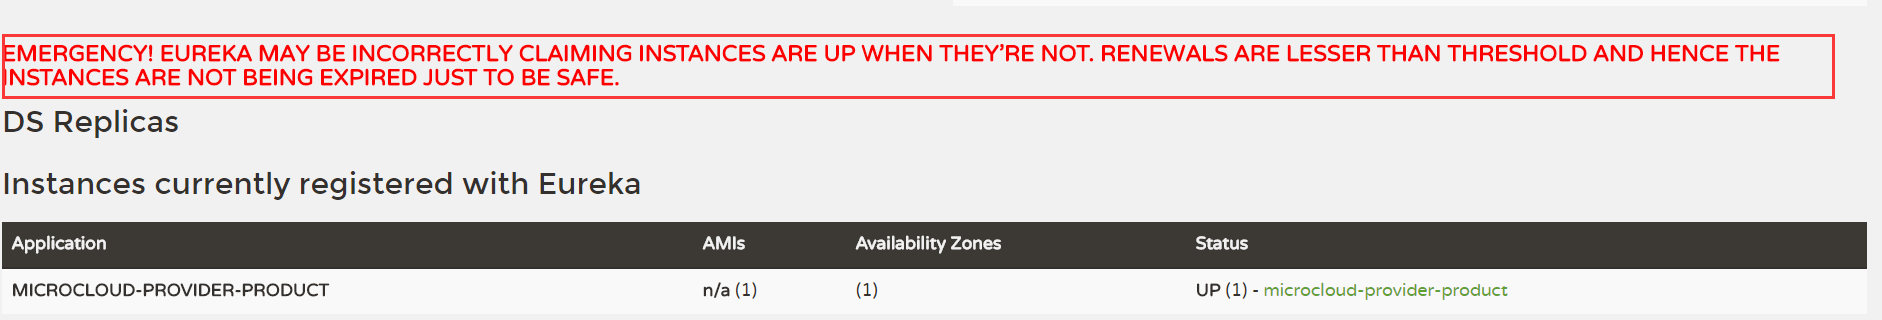 EMERGENCY! EUREKA MAY BE INCORRECTLY CLAIMING INSTANCES ARE UP WHEN THEY’RE NOT. RENEWALS ARE LESSER THAN THRESHOLD AND HENCE THE
INSTANCES ARE NOT BEING EXPIRED JUST TO BE SAFE.
DS Replicas
Instances currently registered with Eureka
Application AMIs Availability Zones Status
MICROCLOUD-PROVIDER-PRODUCT n/a (1) (1) UP (1) - microcloud-provider-product